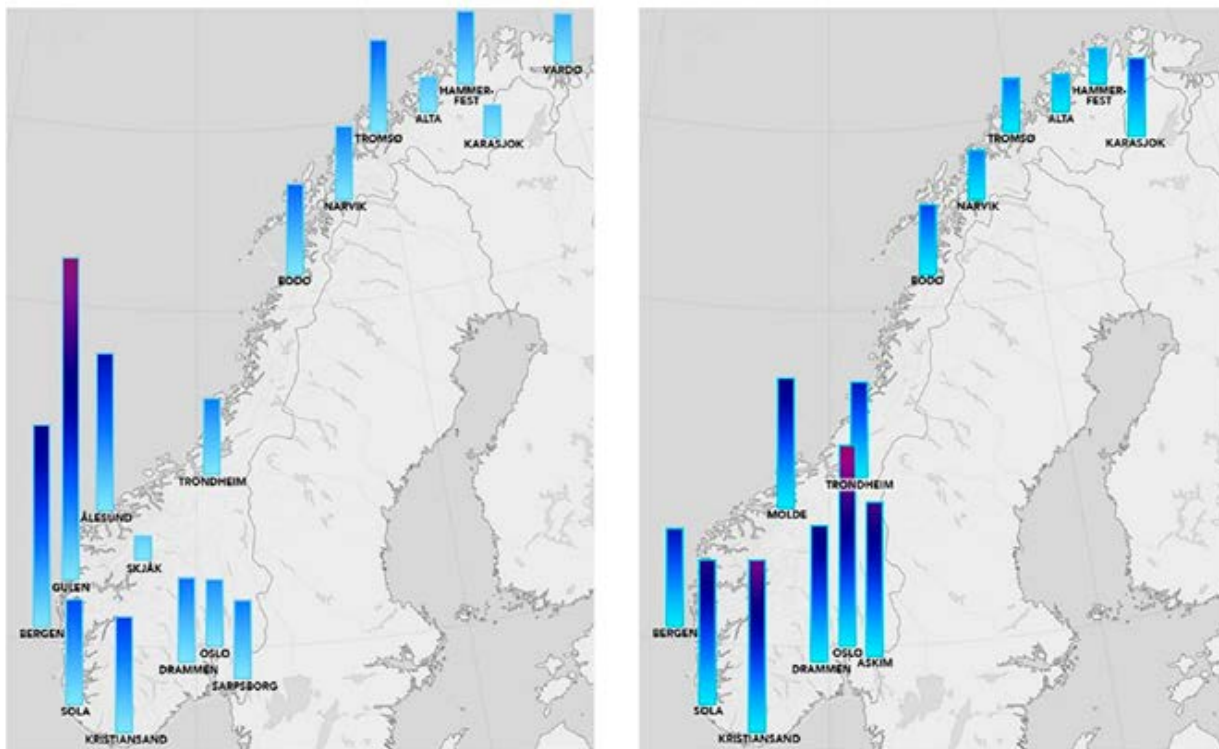 VARDØ
HAMMER-
FEST
ALTA
TROMSØ
KARASJOK
NARVIK
BODØ
TRONDHEIM
ÅLESUND
SKJÅK
GULEN
BERGEN
OSLO
DRAMMEN
SARPSBORG
SOLA
KRISTIANSAND
HAMMER-
FEST
ALTA
TROMSØ
KARASJOK
NARVIK
BODØ
TRONDHEIM
MOLDE
BERGEN
OSLO
DRAMMEN
ASKIM
SOLA
KRISTIANSAND